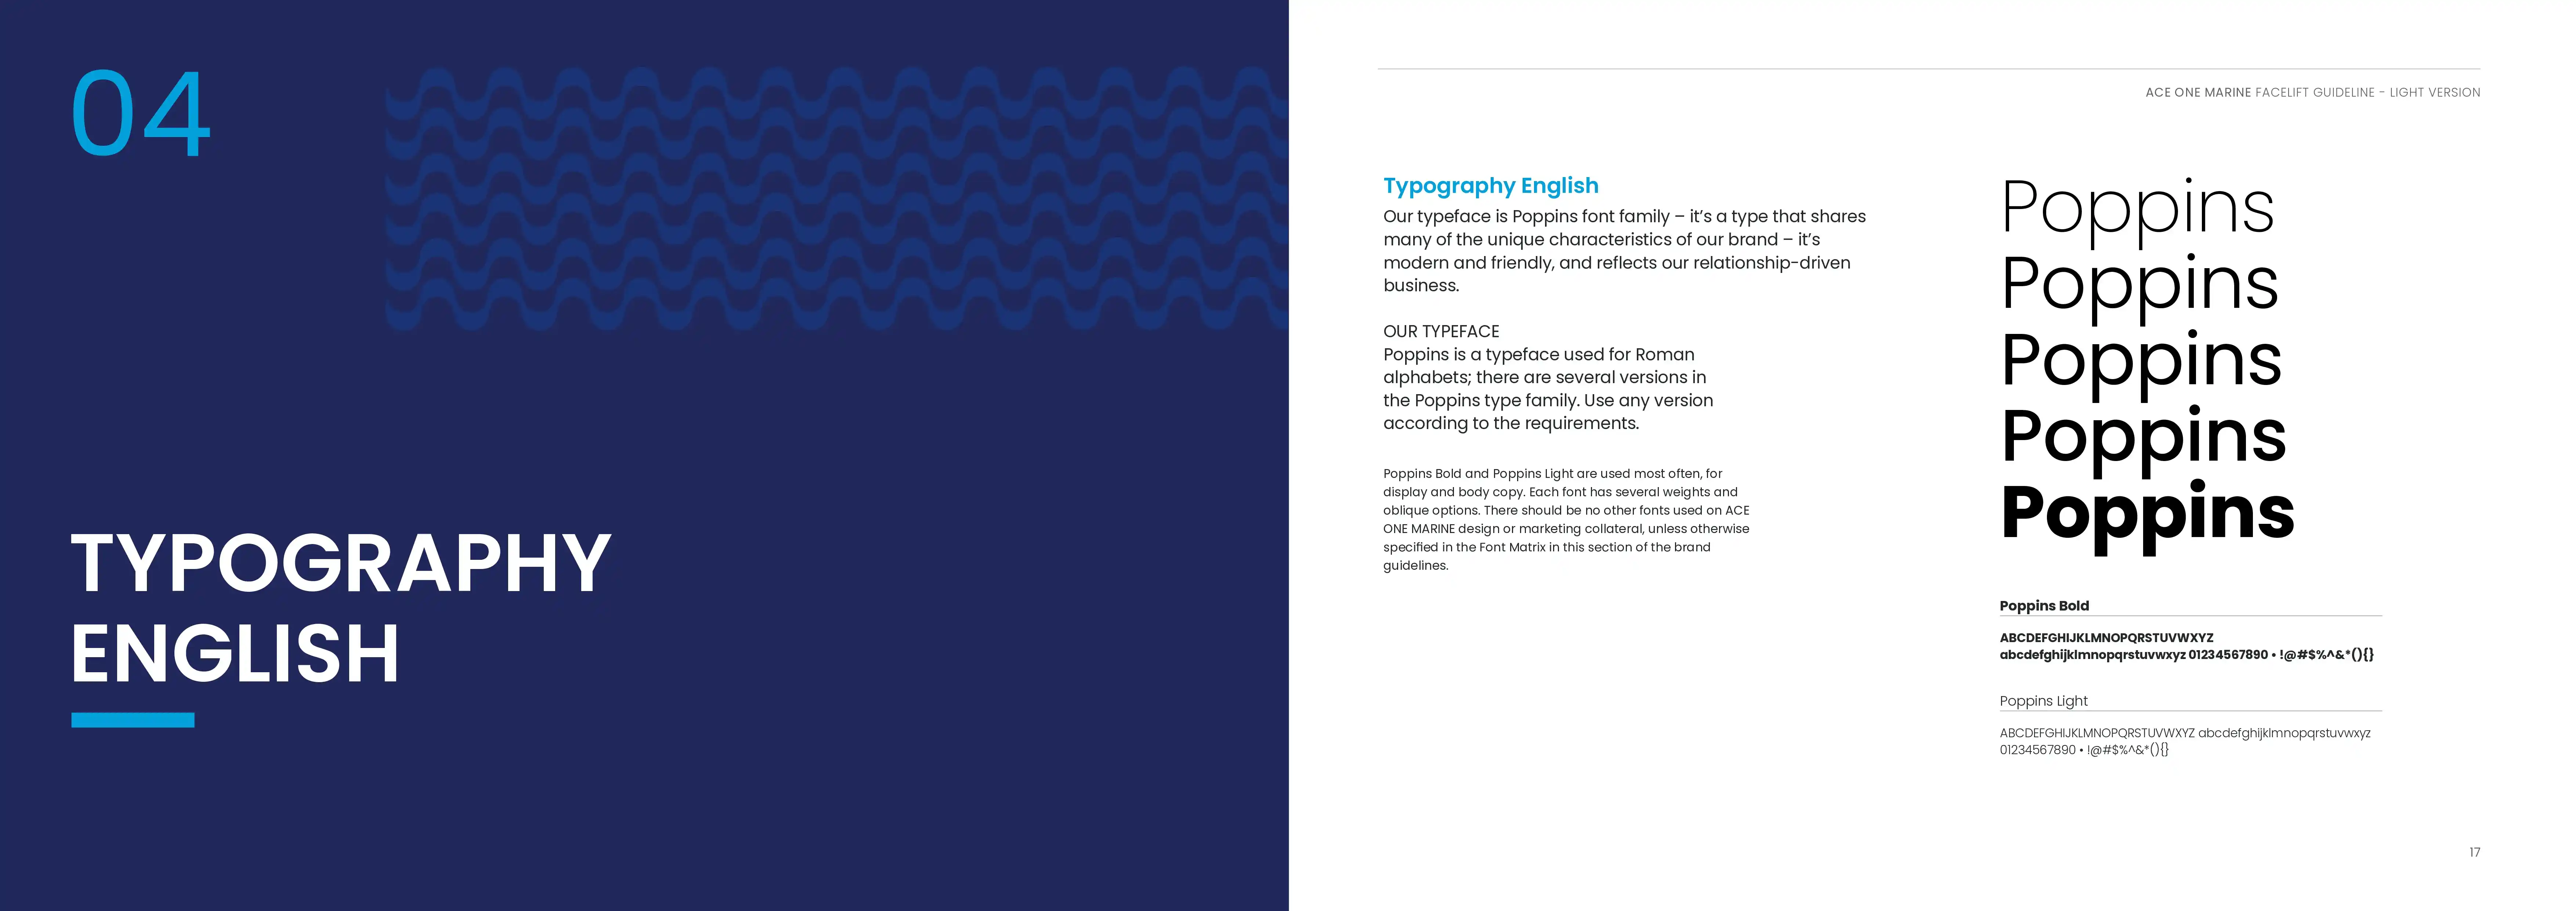 04
TYPOGRAPHY
ENGLISH
ACE ONE MARINE FACELIFT GUIDELINE - LIGHT VERSION
Typography English
Our typeface is Poppins font family – it’s a type that shares
many of the unique characteristics of our brand – it’s
modern and friendly, and reflects our relationship-driven
business.
OUR TYPEFACE
Poppins is a typeface used for Roman
alphabets; there are several versions in
the Poppins type family. Use any version
according to the requirements.
Poppins Bold and Poppins Light are used most often, for
display and body copy. Each font has several weights and
oblique options. There should be no other fonts used on ACE
ONE MARINE design or marketing collateral, unless otherwise
specified in the Font Matrix in this section of the brand
guidelines.
Poppins
Poppins
Poppins
Poppins
Poppins
Poppins Bold
ABCDEFGHIJKLMNOPQRSTUVWXYZ
abcdefghijklmnopqrstuvwxyz 01234567890 • !@#$%^&*(){}
Poppins Light
ABCDEFGHIJKLMNOPQRSTUVWXYZ abcdefghijklmnopqrstuvwxyz
01234567890 • !@#$%^&*(){}
17